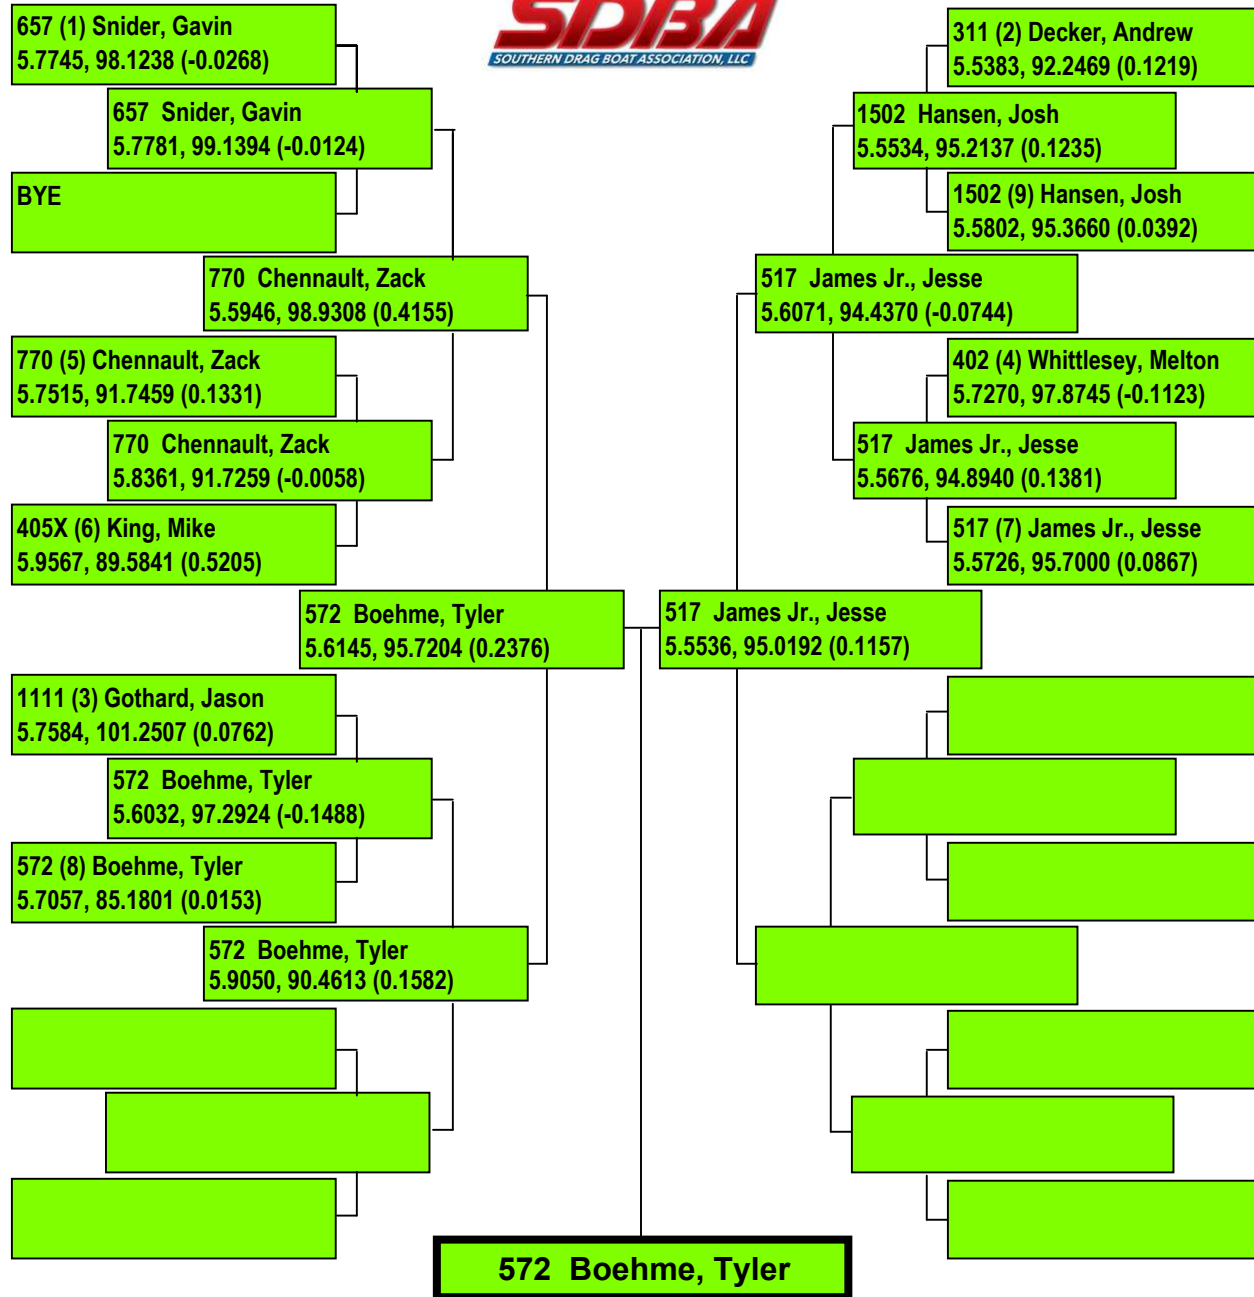 SDBA
SOUTHERN DRAG BOAT ASSOCIATION, LLC
657 (1) Snider, Gavin
5.7745, 98.1238 (-0.0268)
657 Snider, Gavin
5.7781, 99.1394 (-0.0124)
BYE
770 Chennault, Zack
5.5946, 98.9308 (0.4155)
770 (5) Chennault, Zack
5.7515, 91.7459 (0.1331)
770 Chennault, Zack
5.8361, 91.7259 (-0.0058)
405X (6) King, Mike
5.9567, 89.5841 (0.5205)
572 Boehme, Tyler
5.6145, 95.7204 (0.2376)
1111 (3) Gothard, Jason
5.7584, 101.2507 (0.0762)
572 Boehme, Tyler
5.6032, 97.2924 (-0.1488)
572 (8) Boehme, Tyler
5.7057, 85.1801 (0.0153)
572 Boehme, Tyler
5.9050, 90.4613 (0.1582)
311 (2) Decker, Andrew
5.5383, 92.2469 (0.1219)
1502 Hansen, Josh
5.5534, 95.2137 (0.1235)
1502 (9) Hansen, Josh
5.5802, 95.3660 (0.0392)
517 James Jr., Jesse
5.6071, 94.4370 (-0.0744)
402 (4) Whittlesey, Melton
5.7270, 97.8745 (-0.1123)
517 James Jr., Jesse
5.5676, 94.8940 (0.1381)
517 (7) James Jr., Jesse
5.5726, 95.7000 (0.0867)
517 James Jr., Jesse
5.5536, 95.0192 (0.1157)
572 Boehme, Tyler